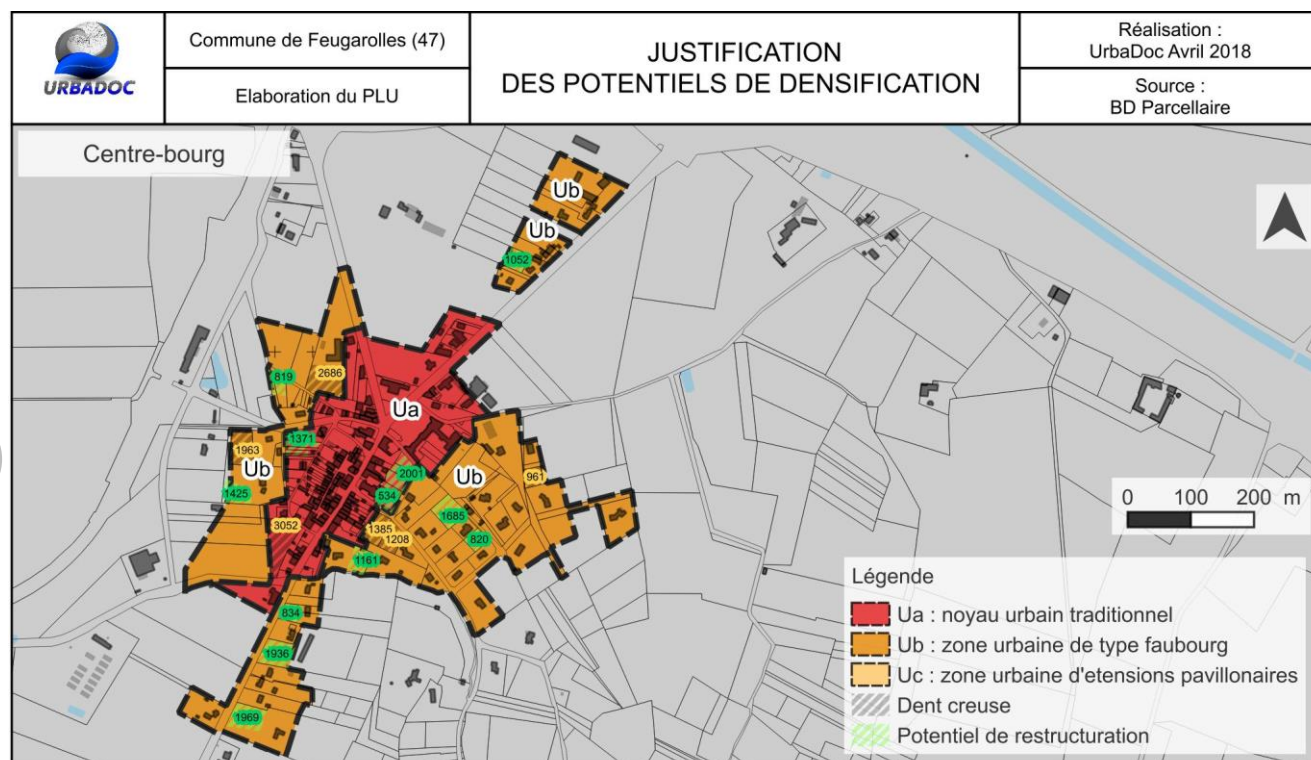 URBADOC
Commune de Feugarolles (47)
Elaboration du PLU
JUSTIFICATION
DES POTENTIELS DE DENSIFICATION
Réalisation :
UrbaDoc Avril 2018
Source :
BD Parcellaire
Centre-bourg
Ub
Ub
1052
819
2686
Ua
1371
1963
Ub
1425
2001
534
Ub
961
1685
820
3052
1385
1208
1161
834
1936
1969
0 100 200 m
Légende
Ua : noyau urbain traditionnel
Ub : zone urbaine de type faubourg
Uc : zone urbaine d'etensions pavillonaires
Dent creuse
Potentiel de restructuration